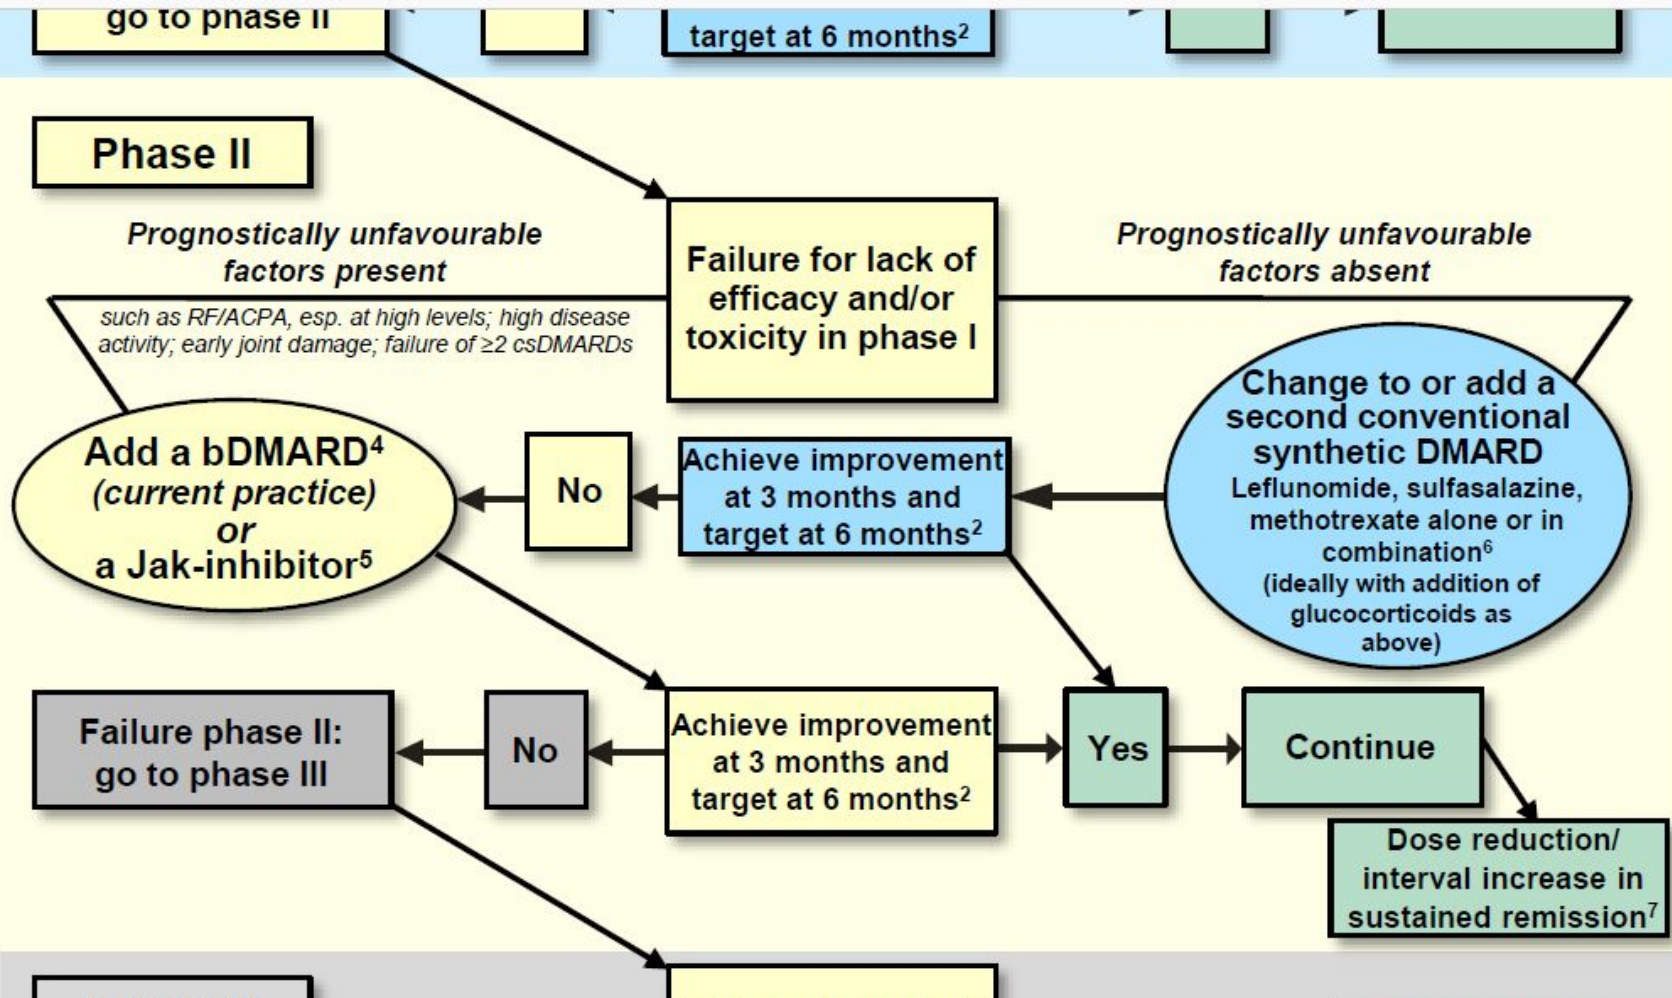 go to phase II
target at 6 months²
Phase II
Prognostically unfavourable
factors present
such as RF/ACPA, esp. at high levels; high disease
activity; early joint damage; failure of ≥2 csDMARDs
Failure for lack of
efficacy and/or
toxicity in phase I
Prognostically unfavourable
factors absent
Change to or add a
second conventional
synthetic DMARD
Leflunomide, sulfasalazine,
methotrexate alone or in
combination⁶
(ideally with addition of
glucocorticoids as
above)
Achieve improvement
at 3 months and
target at 6 months²
No
Add a bDMARD⁴
(current practice)
or
a Jak-inhibitor⁵
Failure phase II:
go to phase III
No
Achieve improvement
at 3 months and
target at 6 months²
Yes
Continue
Dose reduction/
interval increase in
sustained remission⁷